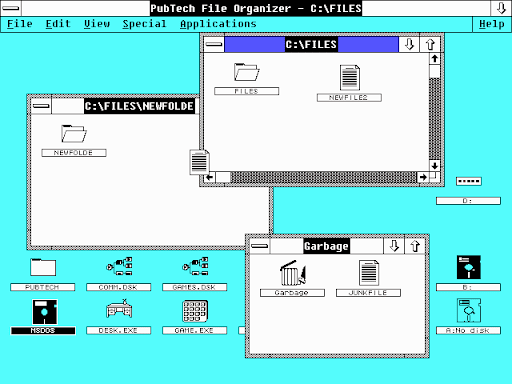 PubTech File Organizer - C:\FILES
File Edit View Special Applications Help
C:\FILES
FILES
NEWFILE2
C:\FILES\NEWFOLDE
NEWFOLDE
D:
Garbage
Garbage
JUNKFILE
PUBTECH
COMM.DSK
GAMES.DSK
B:
MSDOS
DESK.EXE
GAME.EXE
A:No disk